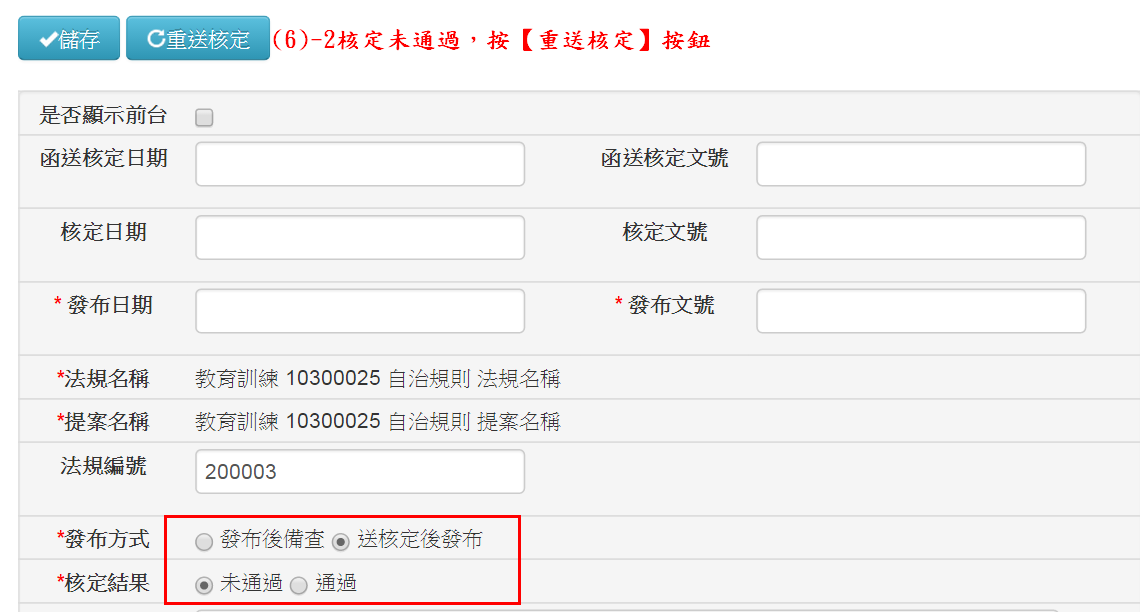 儲存 重送核定 (6)-2核定未通過，按【重送核定】按鈕
是否顯示前台
函送核定日期 函送核定文號
核定日期 核定文號
* 發布日期 * 發布文號
*法規名稱 教育訓練 10300025 自治規則 法規名稱
*提案名稱 教育訓練 10300025 自治規則 提案名稱
法規編號 200003
*發布方式 發布後備查 送核定後發布
*核定結果 未通過 通過